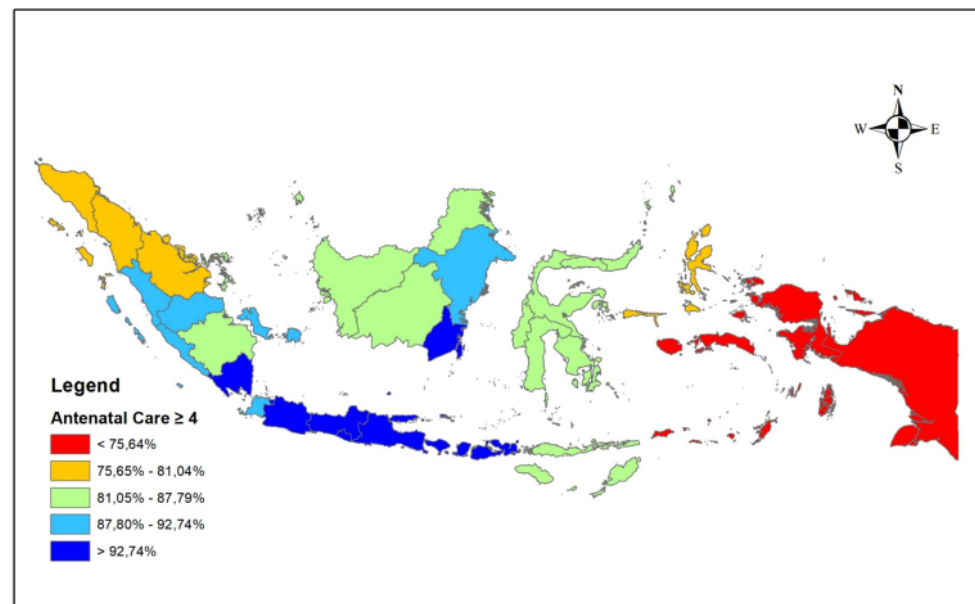 N
W E
S
Legend
Antenatal Care ≥ 4
< 75,64%
75,65% - 81,04%
81,05% - 87,79%
87,80% - 92,74%
> 92,74%